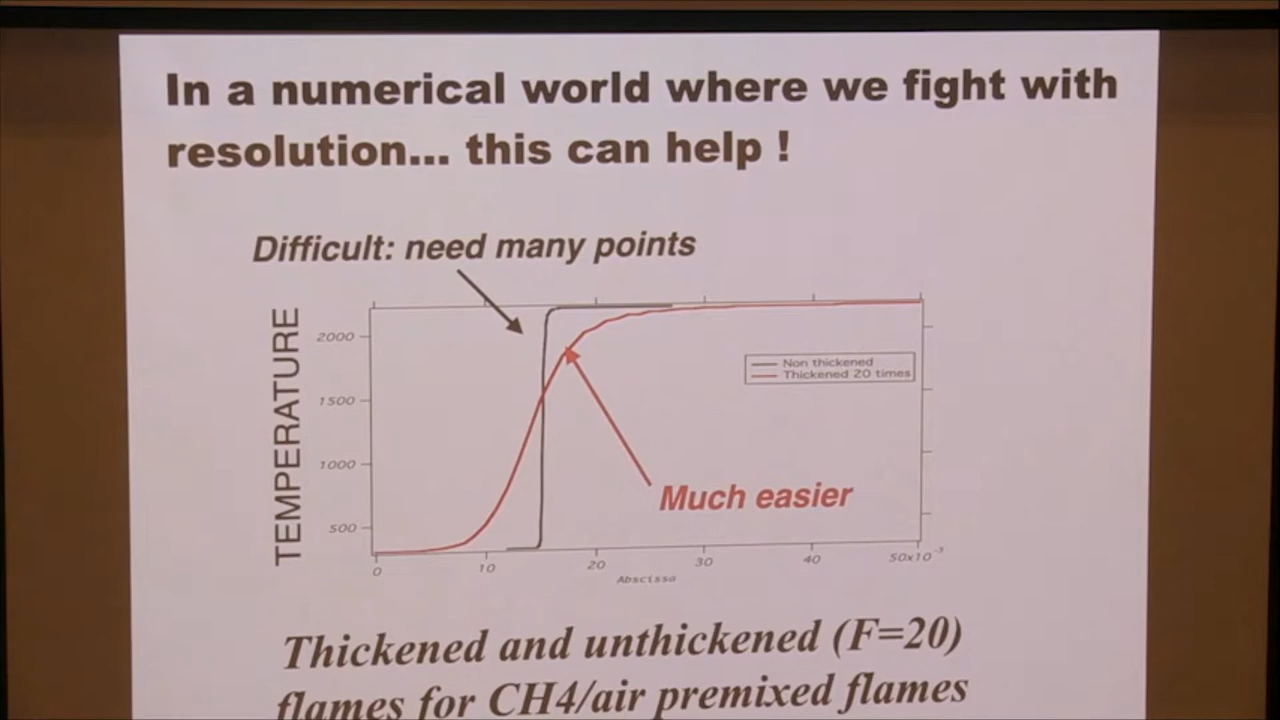 In a numerical world where we fight with
resolution... this can help !
Difficult: need many points
TEMPERATURE
2000
1500
1000
500
Non thickened
Thickened 20 times
Much easier
0
10
20
30
40
50x10⁻³
Abscissa
Thickened and unthickened (F=20)
flames for CH4/air premixed flames